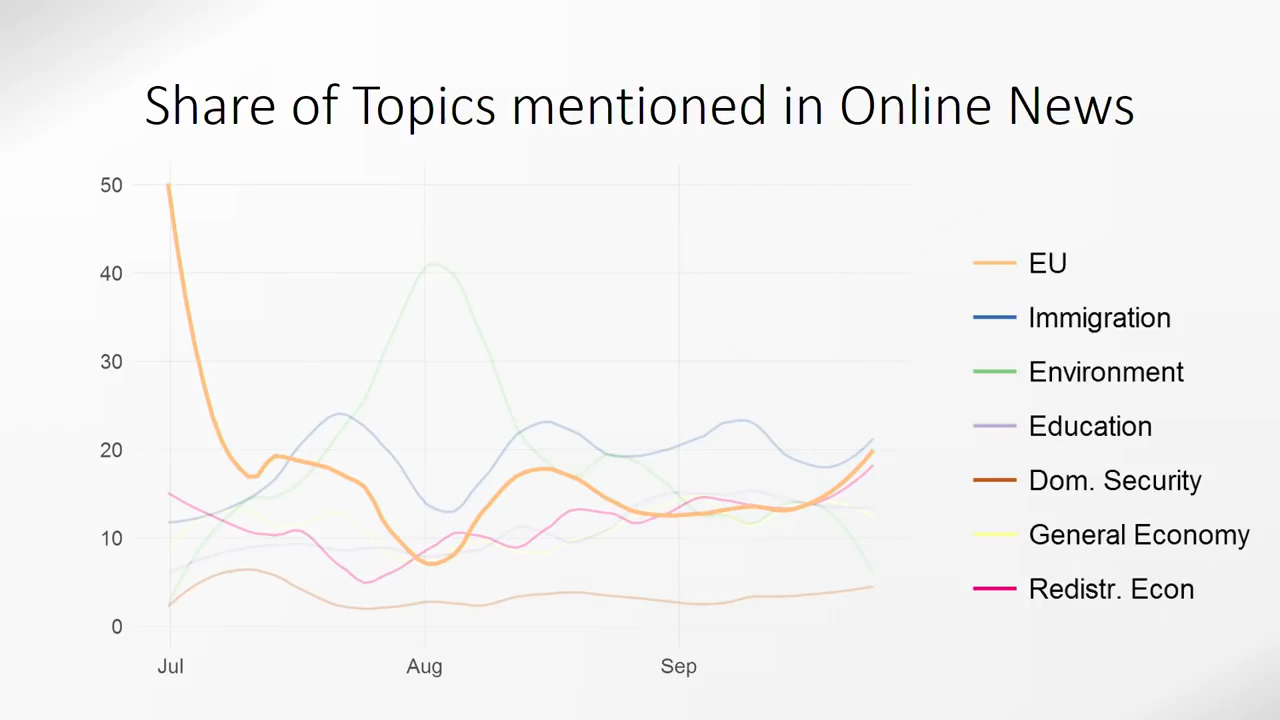 Share of Topics mentioned in Online News
50
40
30
20
10
0
Jul Aug Sep
EU
Immigration
Environment
Education
Dom. Security
General Economy
Redistr. Econ